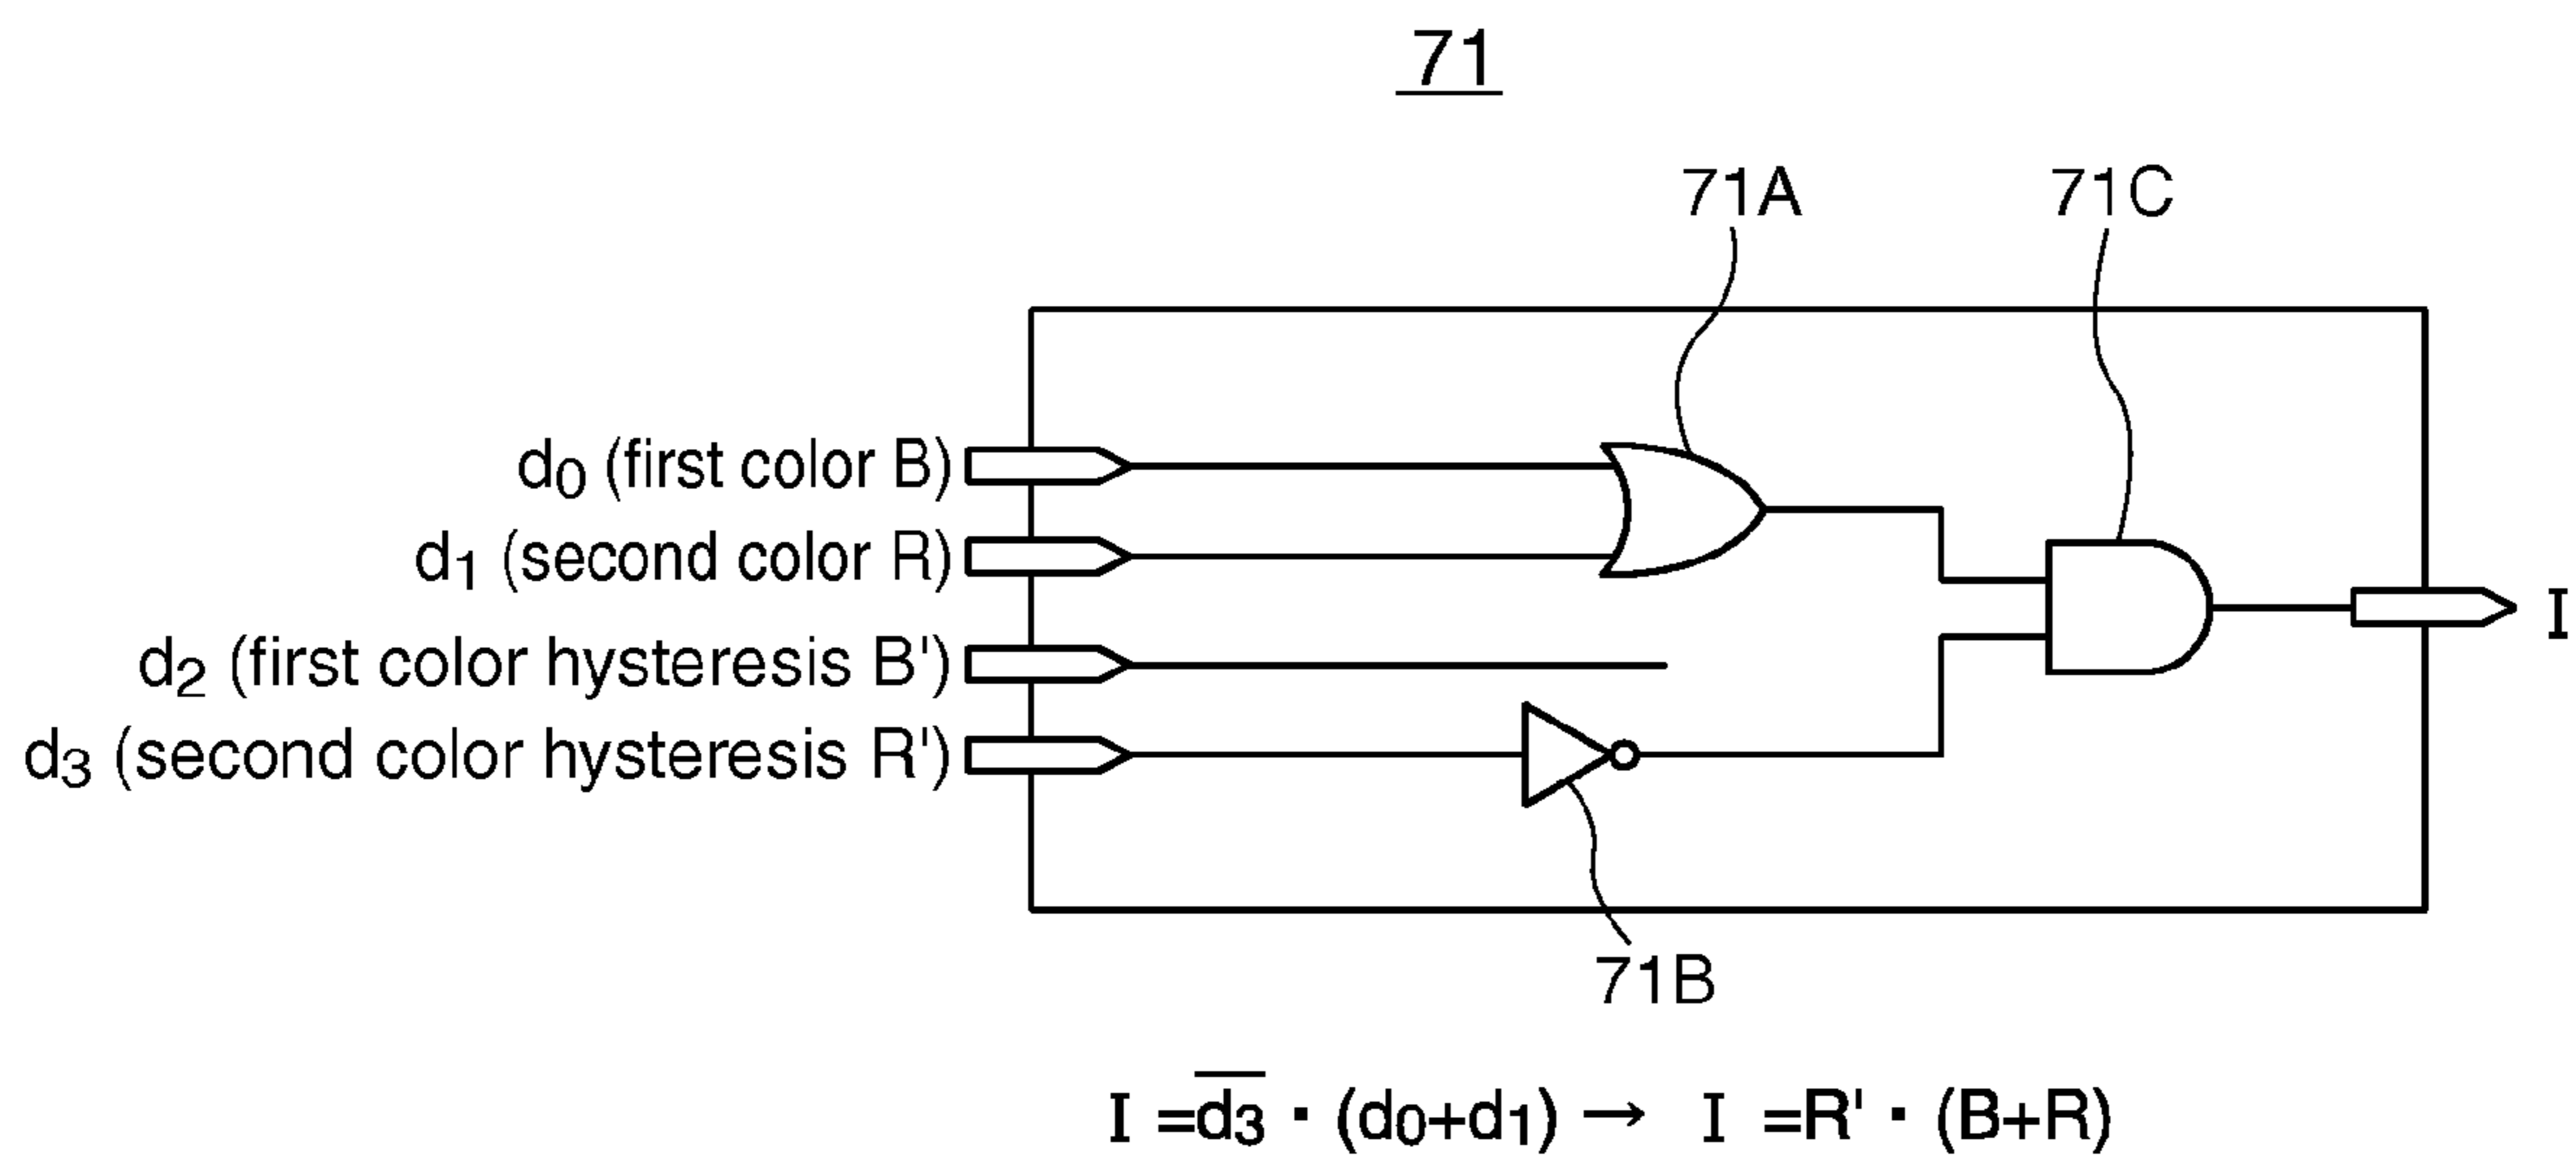 71
71A
71C
d₀ (first color B)
d₁ (second color R)
d₂ (first color hysteresis B')
d₃ (second color hysteresis R')
I
71B
I =d̅₃̅ · (d₀+d₁) → I =R' · (B+R)